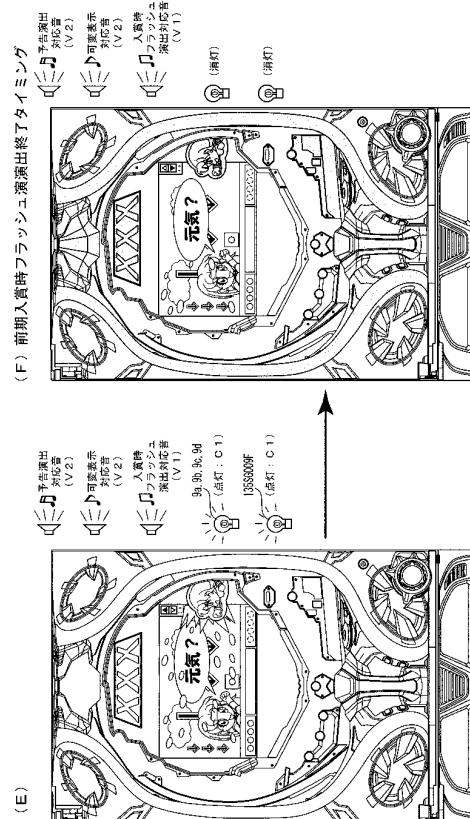 (E)
予告演出
対応音
(V2)
可変表示
対応音
(V2)
入賞時
フラッシュ
演出対応音
(V1)
9a, 9b, 9c, 9d
(点灯:C1)
135SG009F
(点灯:C1)
XXX
元気?
(F) 前期入賞時フラッシュ演演出終了タイミング
予告演出
対応音
(V2)
可変表示
対応音
(V2)
入賞時
フラッシュ
演出対応音
(V1)
(消灯)
(消灯)
XXX
元気?